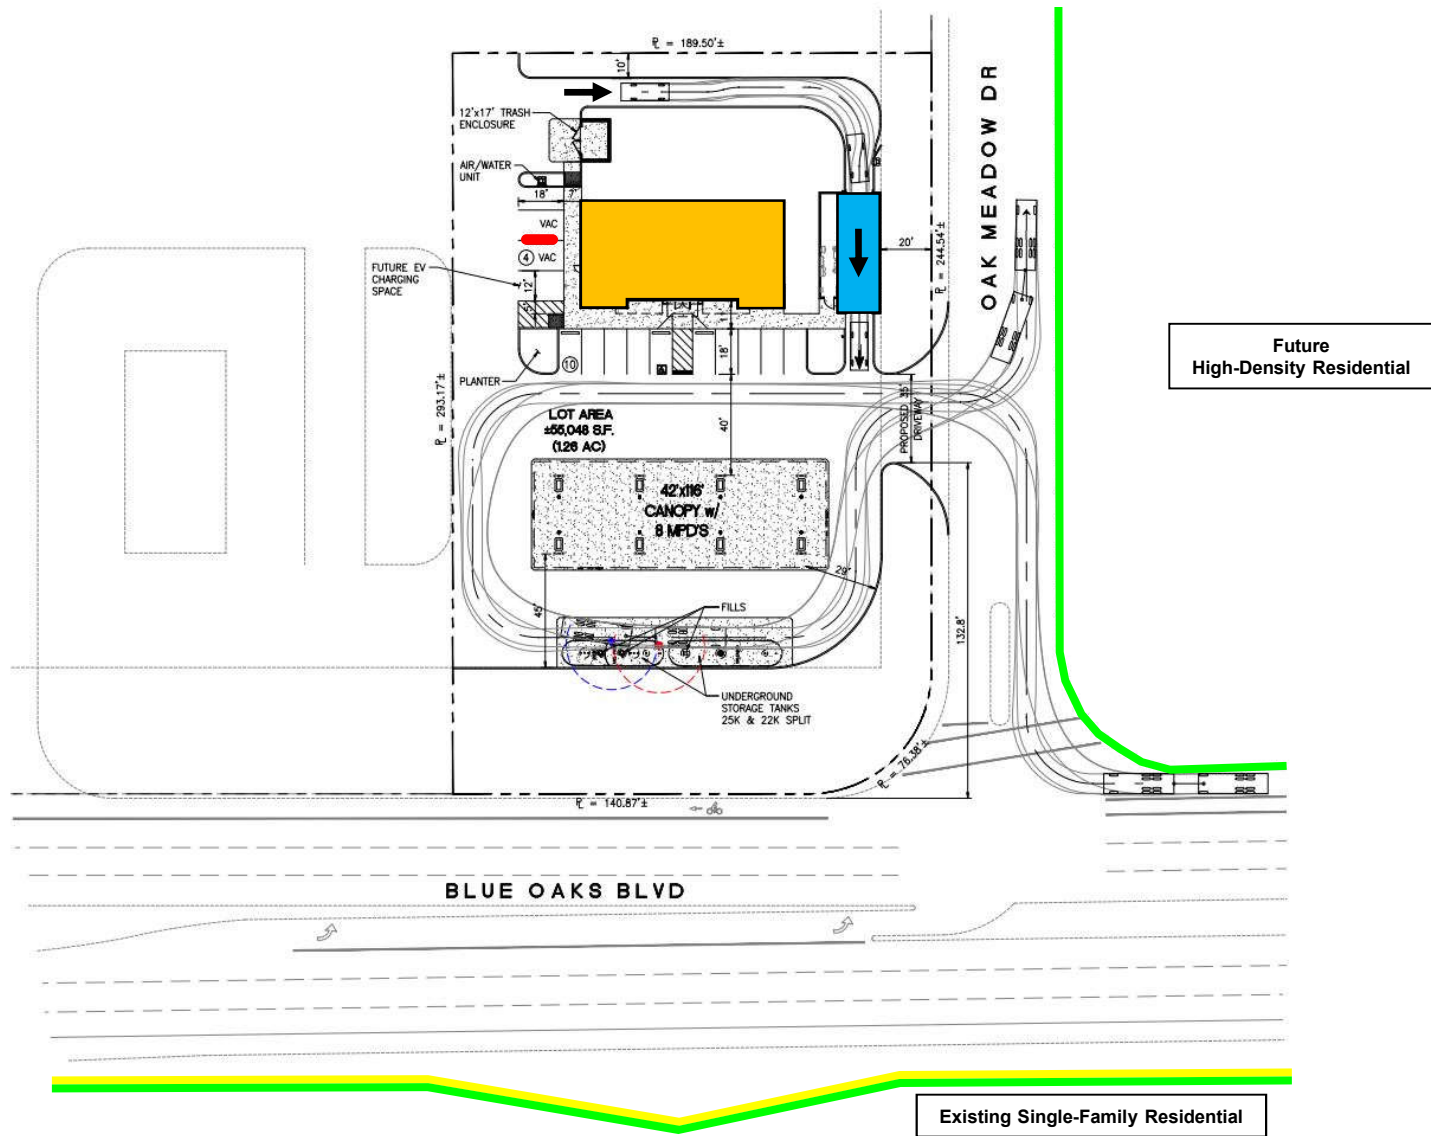 ℄ = 189.50'±
10'
OAK MEADOW DR
12'x17' TRASH
ENCLOSURE
AIR/WATER
UNIT
18'
7'
VAC
4 VAC
20'
℄ = 244.54'±
FUTURE EV
CHARGING
SPACE
12'
5'
11'
18'
Future
High-Density Residential
10
PLANTER
℄ = 293.17'±
LOT AREA
±55,048 S.F.
(1.26 AC)
40'
PROPOSED 35'
DRIVEWAY
42'x116'
CANOPY w/
8 MPD'S
29'
45'
FILLS
132.8'
UNDERGROUND
STORAGE TANKS
25K & 22K SPLIT
℄ = 76.38'±
℄ = 140.87'±
BLUE OAKS BLVD
Existing Single-Family Residential